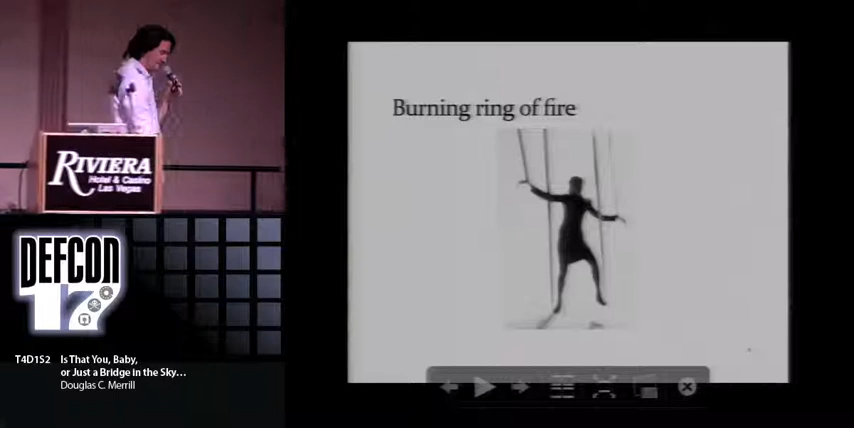 Burning ring of fire
RIVIERA
Hotel & Casino
Las Vegas
DEFCON
17
T4D1S2 Is That You, Baby,
or Just a Bridge in the Sky...
Douglas C. Merrill